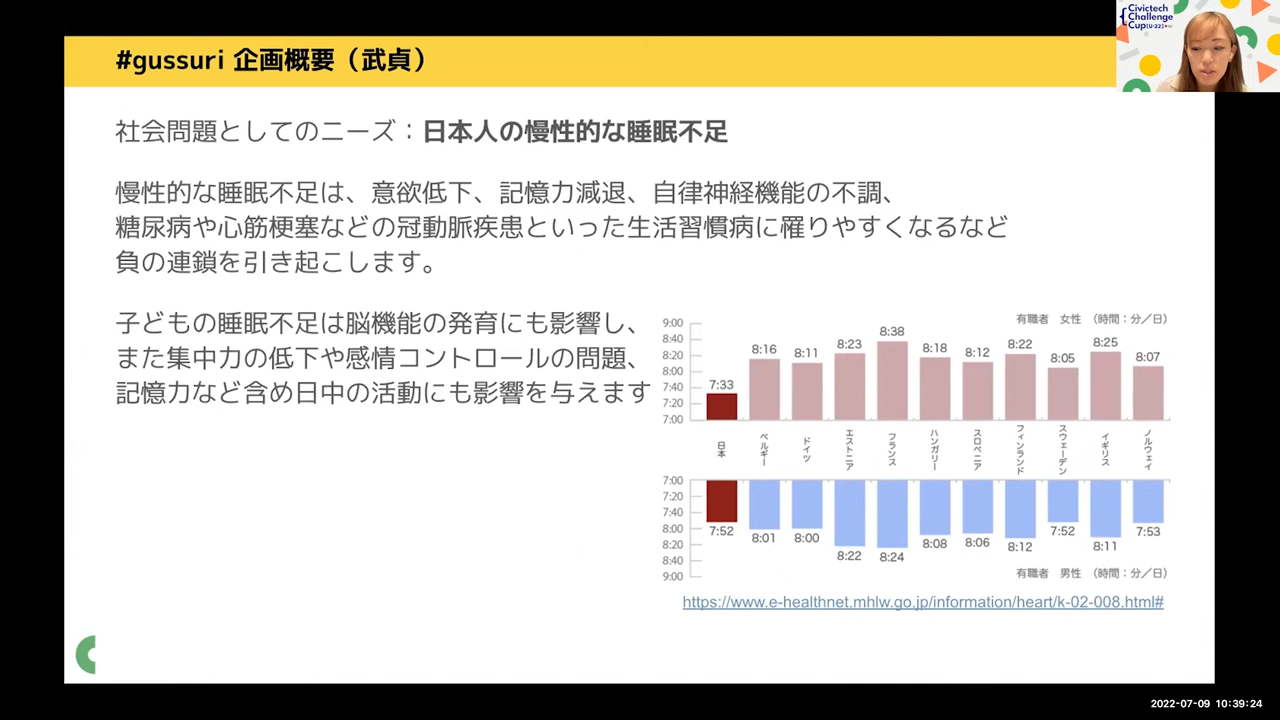 #gussuri 企画概要（武貞）
Civictech
Challenge
Cup[U-22]
社会問題としてのニーズ：日本人の慢性的な睡眠不足
慢性的な睡眠不足は、意欲低下、記憶力減退、自律神経機能の不調、
糖尿病や心筋梗塞などの冠動脈疾患といった生活習慣病に罹りやすくなるなど
負の連鎖を引き起こします。
子どもの睡眠不足は脳機能の発育にも影響し、
また集中力の低下や感情コントロールの問題、
記憶力など含め日中の活動にも影響を与えます
有職者 女性 （時間：分／日）
9:00
8:40
8:20
8:00
7:40
7:20
7:00
7:33
8:16
8:11
8:23
8:38
8:18
8:12
8:22
8:05
8:25
8:07
日本
ベルギー
ドイツ
エストニア
フランス
ハンガリー
スロベニア
フィンランド
スウェーデン
イギリス
ノルウェイ
7:00
7:20
7:40
8:00
8:20
8:40
9:00
7:52
8:01
8:00
8:22
8:24
8:08
8:06
8:12
7:52
8:11
7:53
有職者 男性 （時間：分／日）
https://www.e-healthnet.mhlw.go.jp/information/heart/k-02-008.html#
2022-07-09 10:39:24